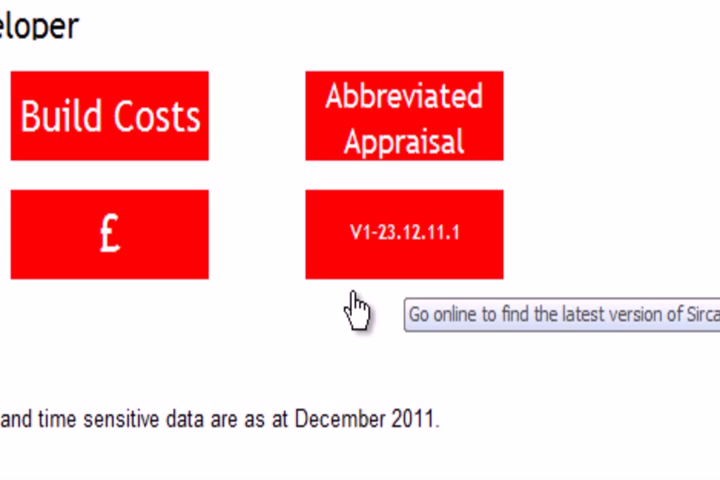 eloper
Build Costs
Abbreviated
Appraisal
£
V1-23.12.11.1
Go online to find the latest version of Sirca
and time sensitive data are as at December 2011.